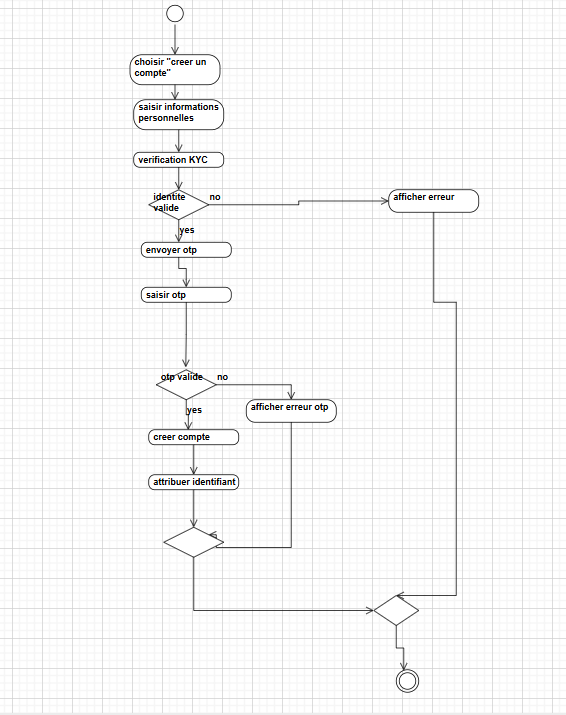 choisir "creer un
compte"
saisir informations
personnelles
verification KYC
identite
valide
no
afficher erreur
yes
envoyer otp
saisir otp
otp valide
no
yes
afficher erreur otp
creer compte
attribuer identifiant